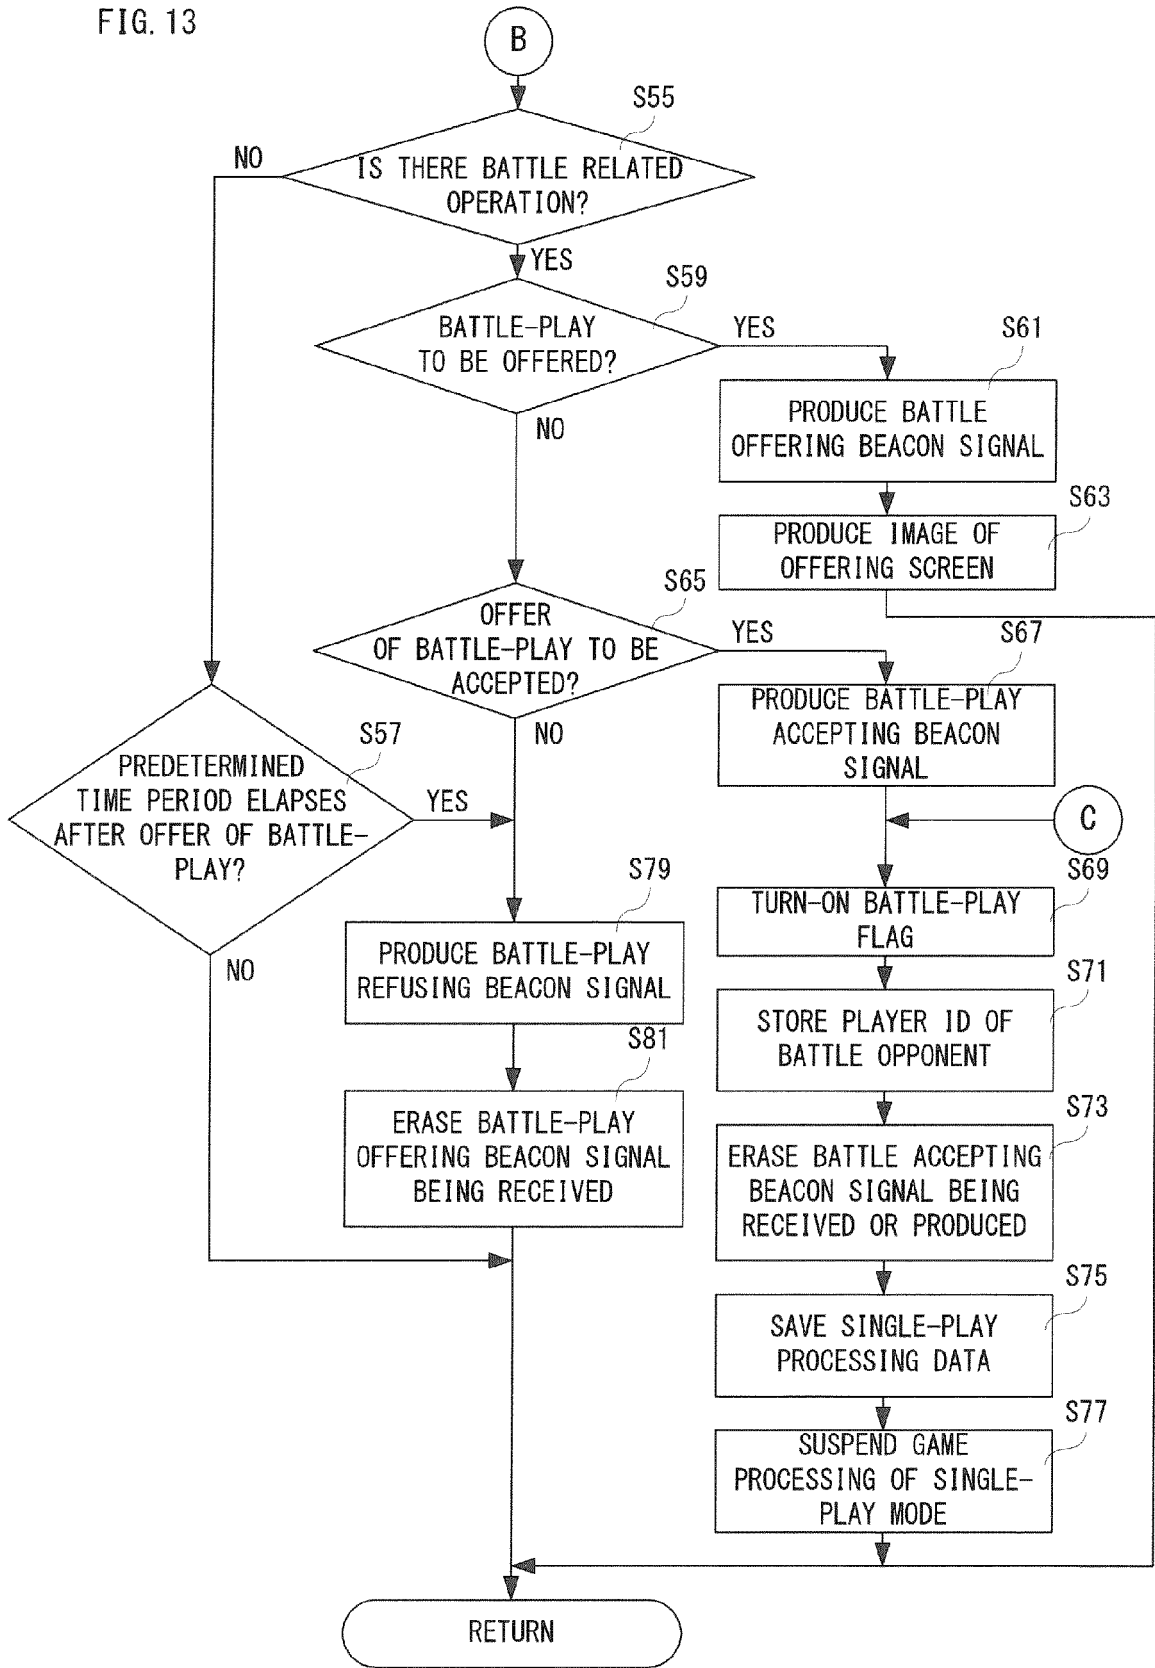 FIG. 13
B
S55
IS THERE BATTLE RELATED
OPERATION?
NO
YES
S59
BATTLE-PLAY
TO BE OFFERED?
YES
NO
S61
PRODUCE BATTLE
OFFERING BEACON SIGNAL
S63
PRODUCE IMAGE OF
OFFERING SCREEN
S65
OFFER
OF BATTLE-PLAY TO BE
ACCEPTED?
YES
NO
S67
PRODUCE BATTLE-PLAY
ACCEPTING BEACON
SIGNAL
S57
PREDETERMINED
TIME PERIOD ELAPSES
AFTER OFFER OF BATTLE-
PLAY?
YES
NO
C
S69
TURN-ON BATTLE-PLAY
FLAG
S79
PRODUCE BATTLE-PLAY
REFUSING BEACON SIGNAL
S71
STORE PLAYER ID OF
BATTLE OPPONENT
S81
ERASE BATTLE-PLAY
OFFERING BEACON SIGNAL
BEING RECEIVED
S73
ERASE BATTLE ACCEPTING
BEACON SIGNAL BEING
RECEIVED OR PRODUCED
S75
SAVE SINGLE-PLAY
PROCESSING DATA
S77
SUSPEND GAME
PROCESSING OF SINGLE-
PLAY MODE
RETURN